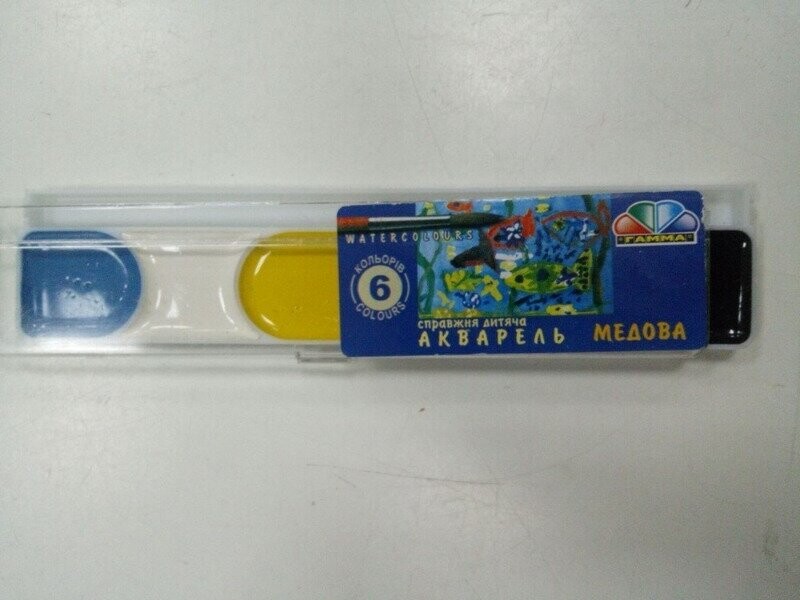 WATERCOLOURS
КОЛЬОРІВ
6
COLOURS
"ГАММА"
справжня дитяча
АКВАРЕЛЬ МЕДОВА